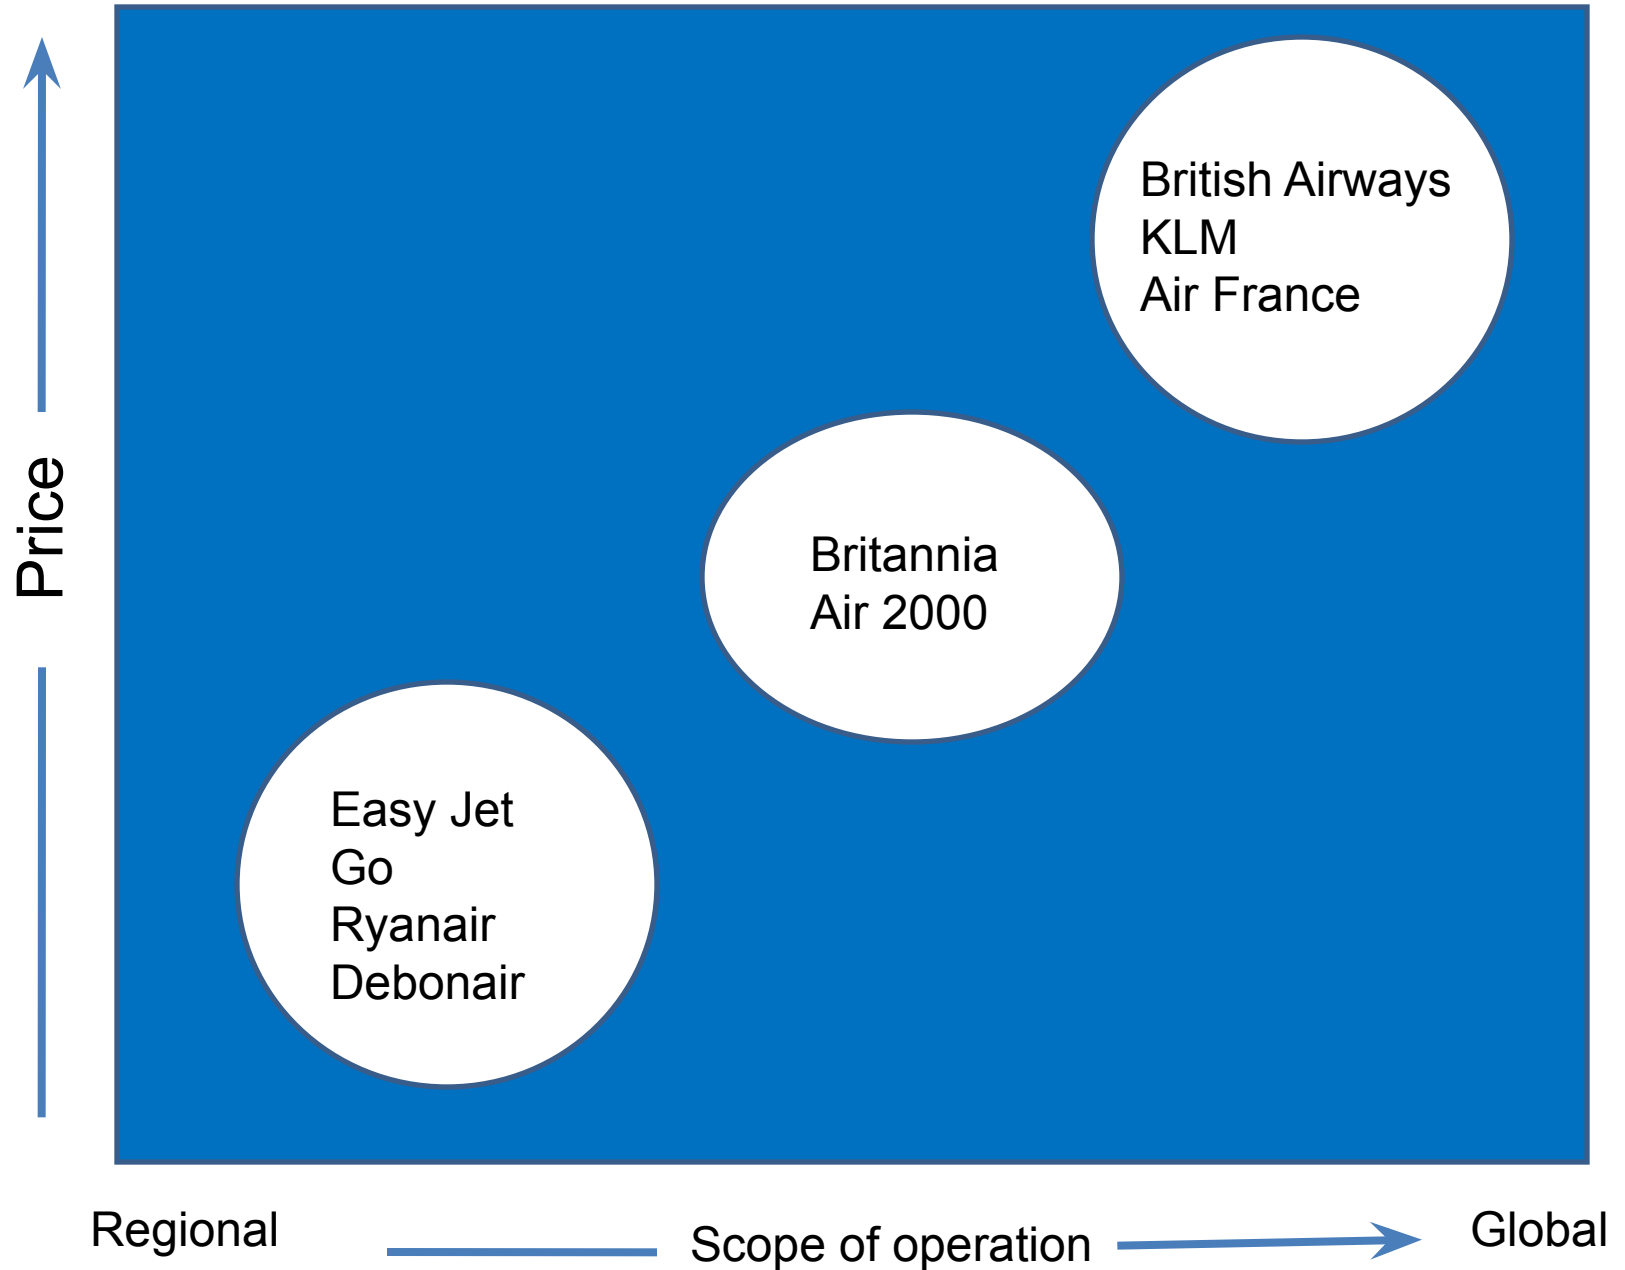 British Airways
KLM
Air France
Price
Britannia
Air 2000
Easy Jet
Go
Ryanair
Debonair
Regional
Scope of operation
Global